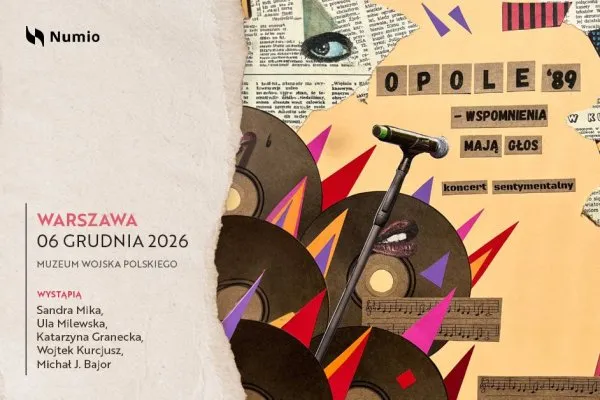 Numio
OPOLE '89
- WSPOMNIENIA
MAJĄ GŁOS
koncert sentymentalny
WARSZAWA
06 GRUDNIA 2026
MUZEUM WOJSKA POLSKIEGO
WYSTĄPIĄ
Sandra Mika,
Ula Milewska,
Katarzyna Granecka,
Wojtek Kurcjusz,
Michał J. Bajor